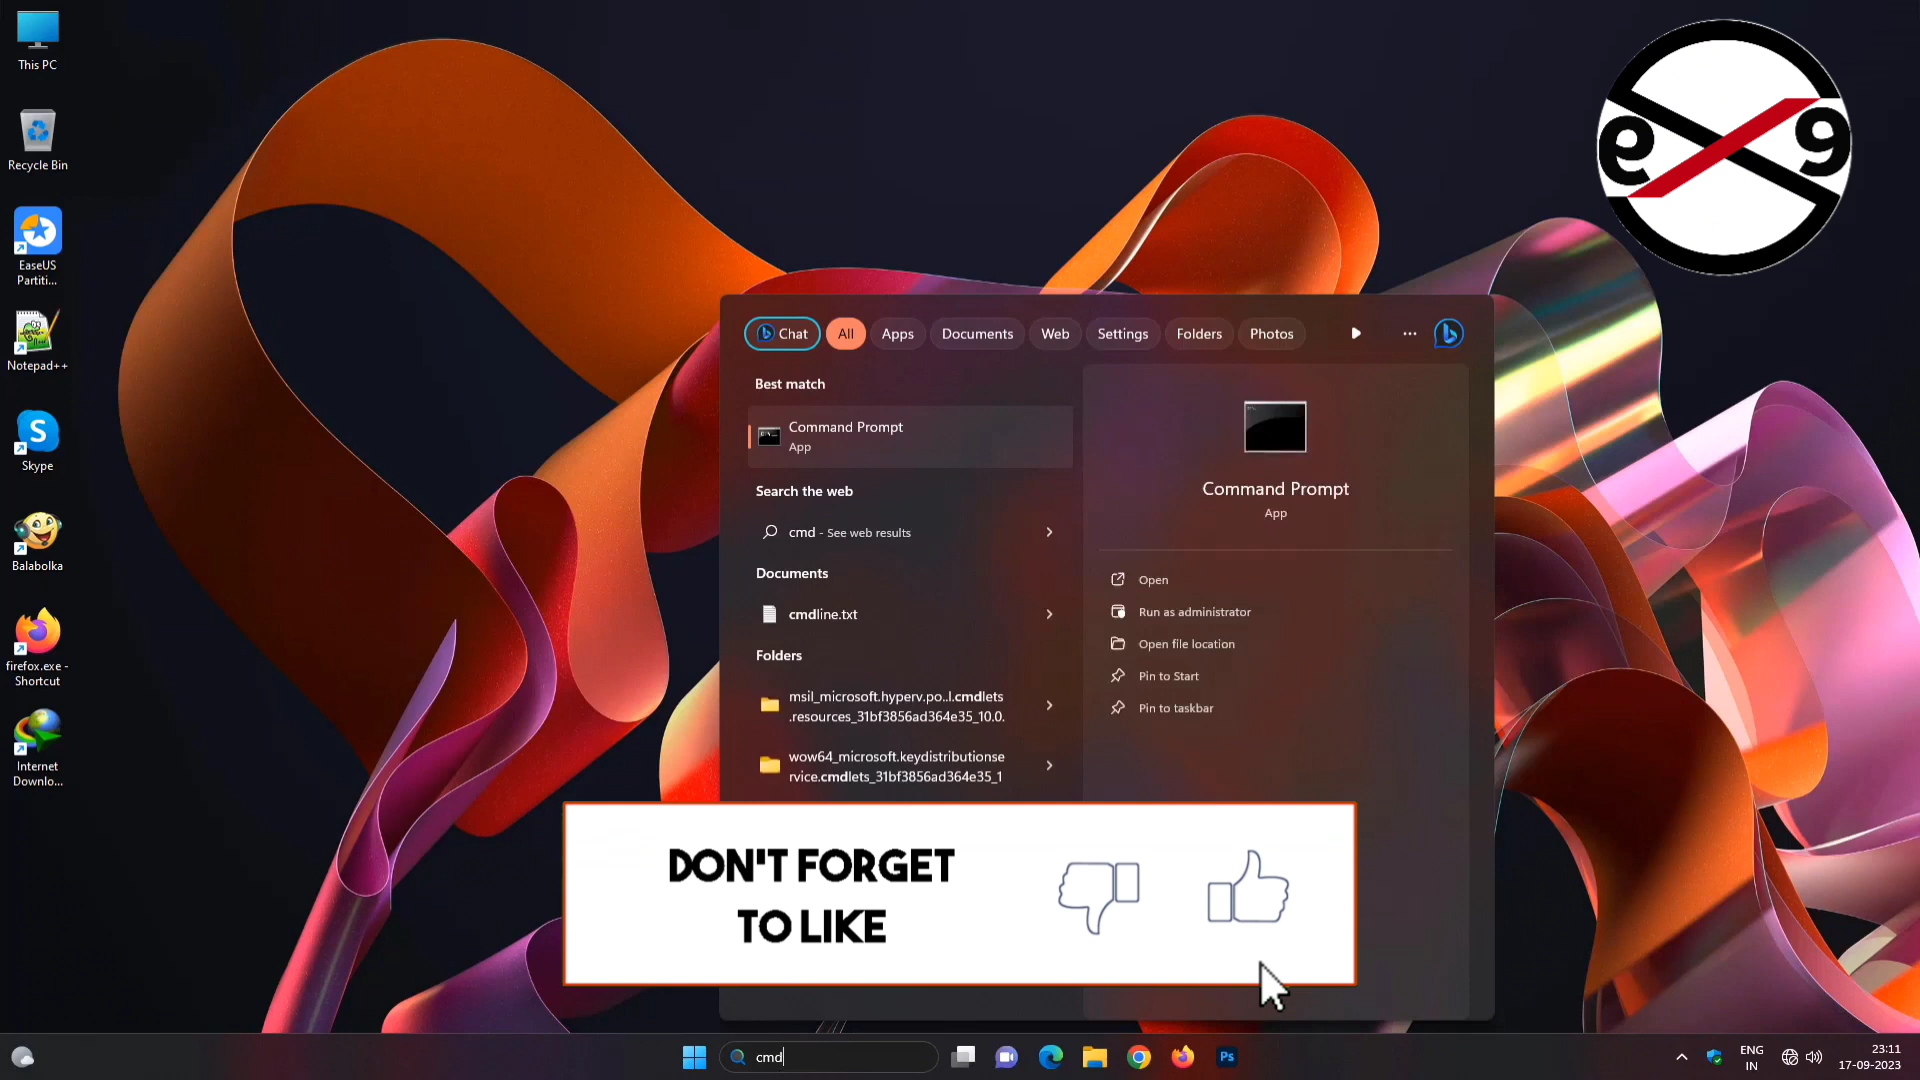 This PC
Recycle Bin
EaseUS
Partiti...
Notepad++
S
Skype
Balabolka
firefox.exe -
Shortcut
Internet
Downlo...
e
9
Chat
All
Apps
Documents
Web
Settings
Folders
Photos
...
Best match
Command Prompt
App
Search the web
cmd - See web results
Documents
cmdline.txt
Folders
msil_microsoft.hyperv.po..l.cmdlets
.resources_31bf3856ad364e35_10.0.
wow64_microsoft.keydistributionse
rvice.cmdlets_31bf3856ad364e35_1
Command Prompt
App
Open
Run as administrator
Open file location
Pin to Start
Pin to taskbar
DON'T FORGET
TO LIKE
cmd
Ps
ENG
IN
23:11
17-09-2023